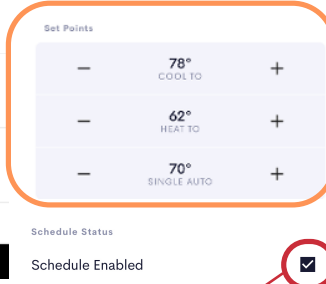 Set Points
− 78° +
COOL TO
− 62° +
HEAT TO
− 70° +
SINGLE AUTO
Schedule Status
Schedule Enabled